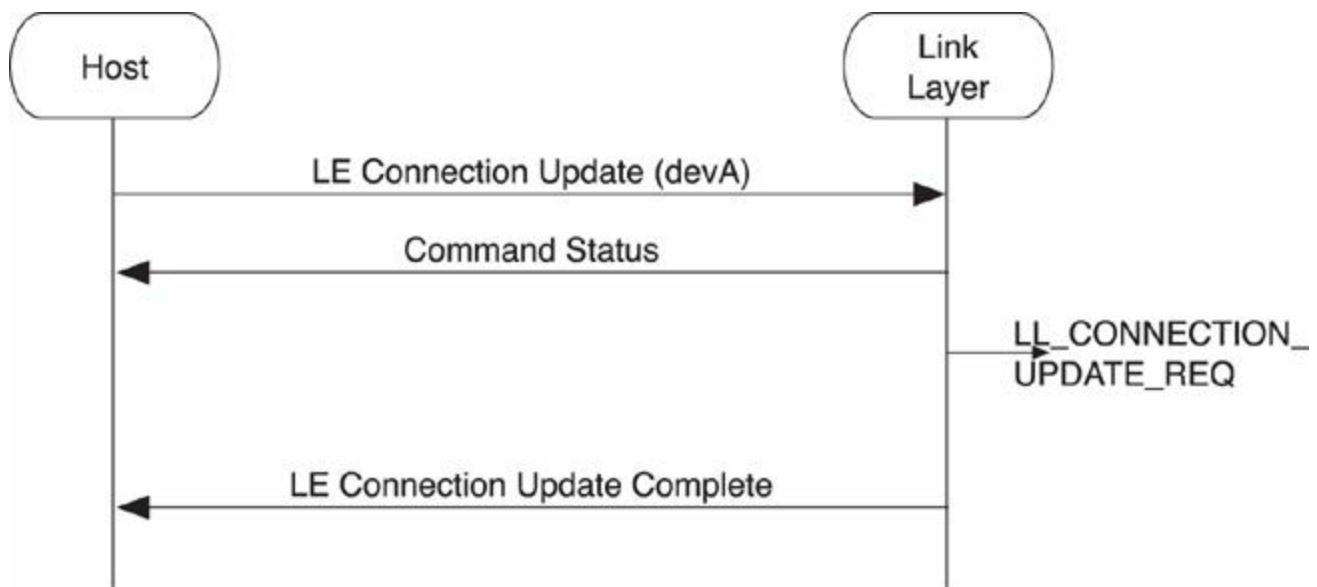 Host
Link
Layer
LE Connection Update (devA)
Command Status
LL_CONNECTION_
UPDATE_REQ
LE Connection Update Complete